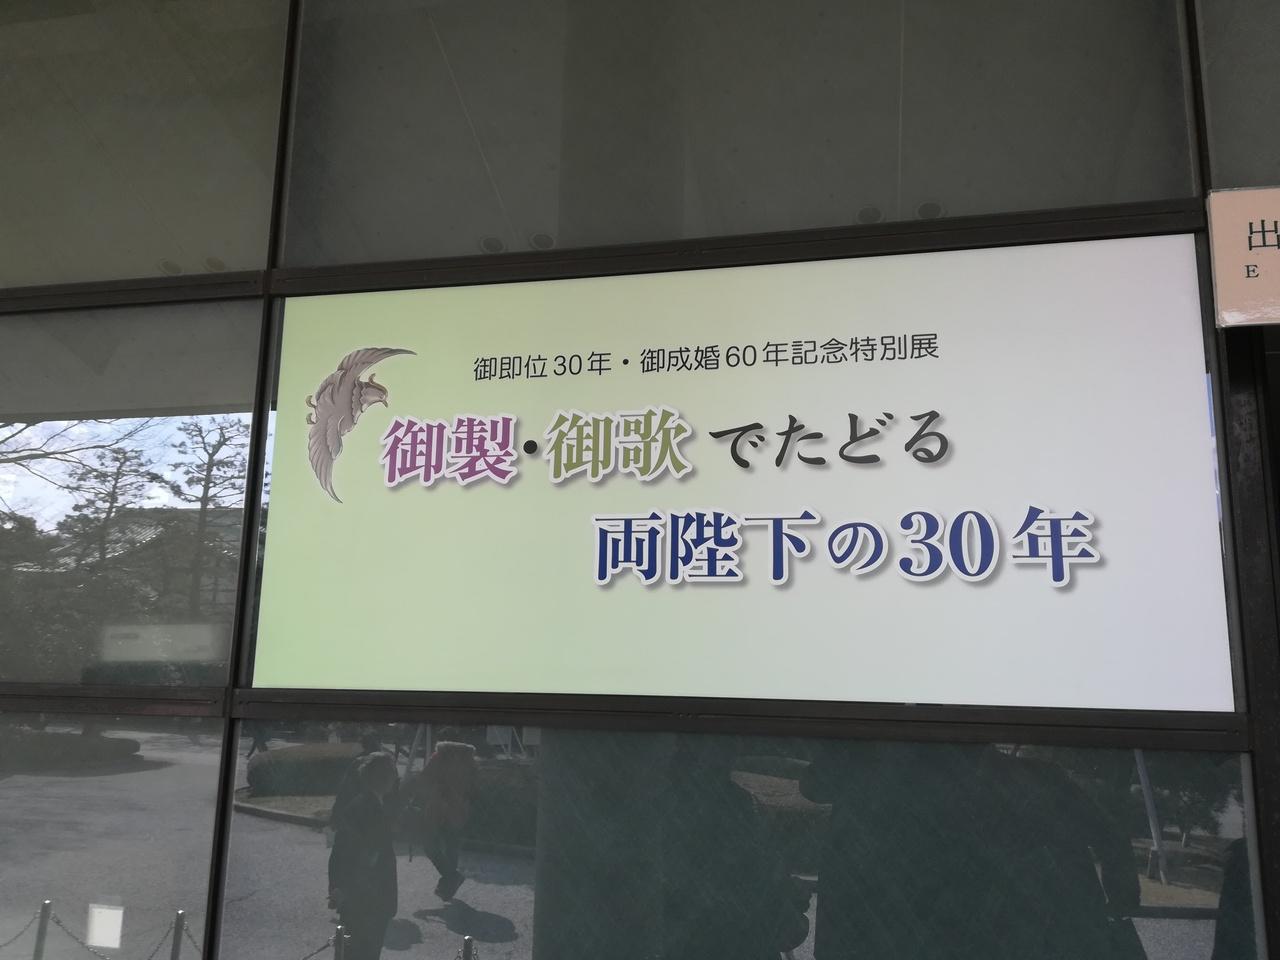 御即位30年・御成婚60年記念特別展
御製・御歌でたどる
両陛下の30年
出
E